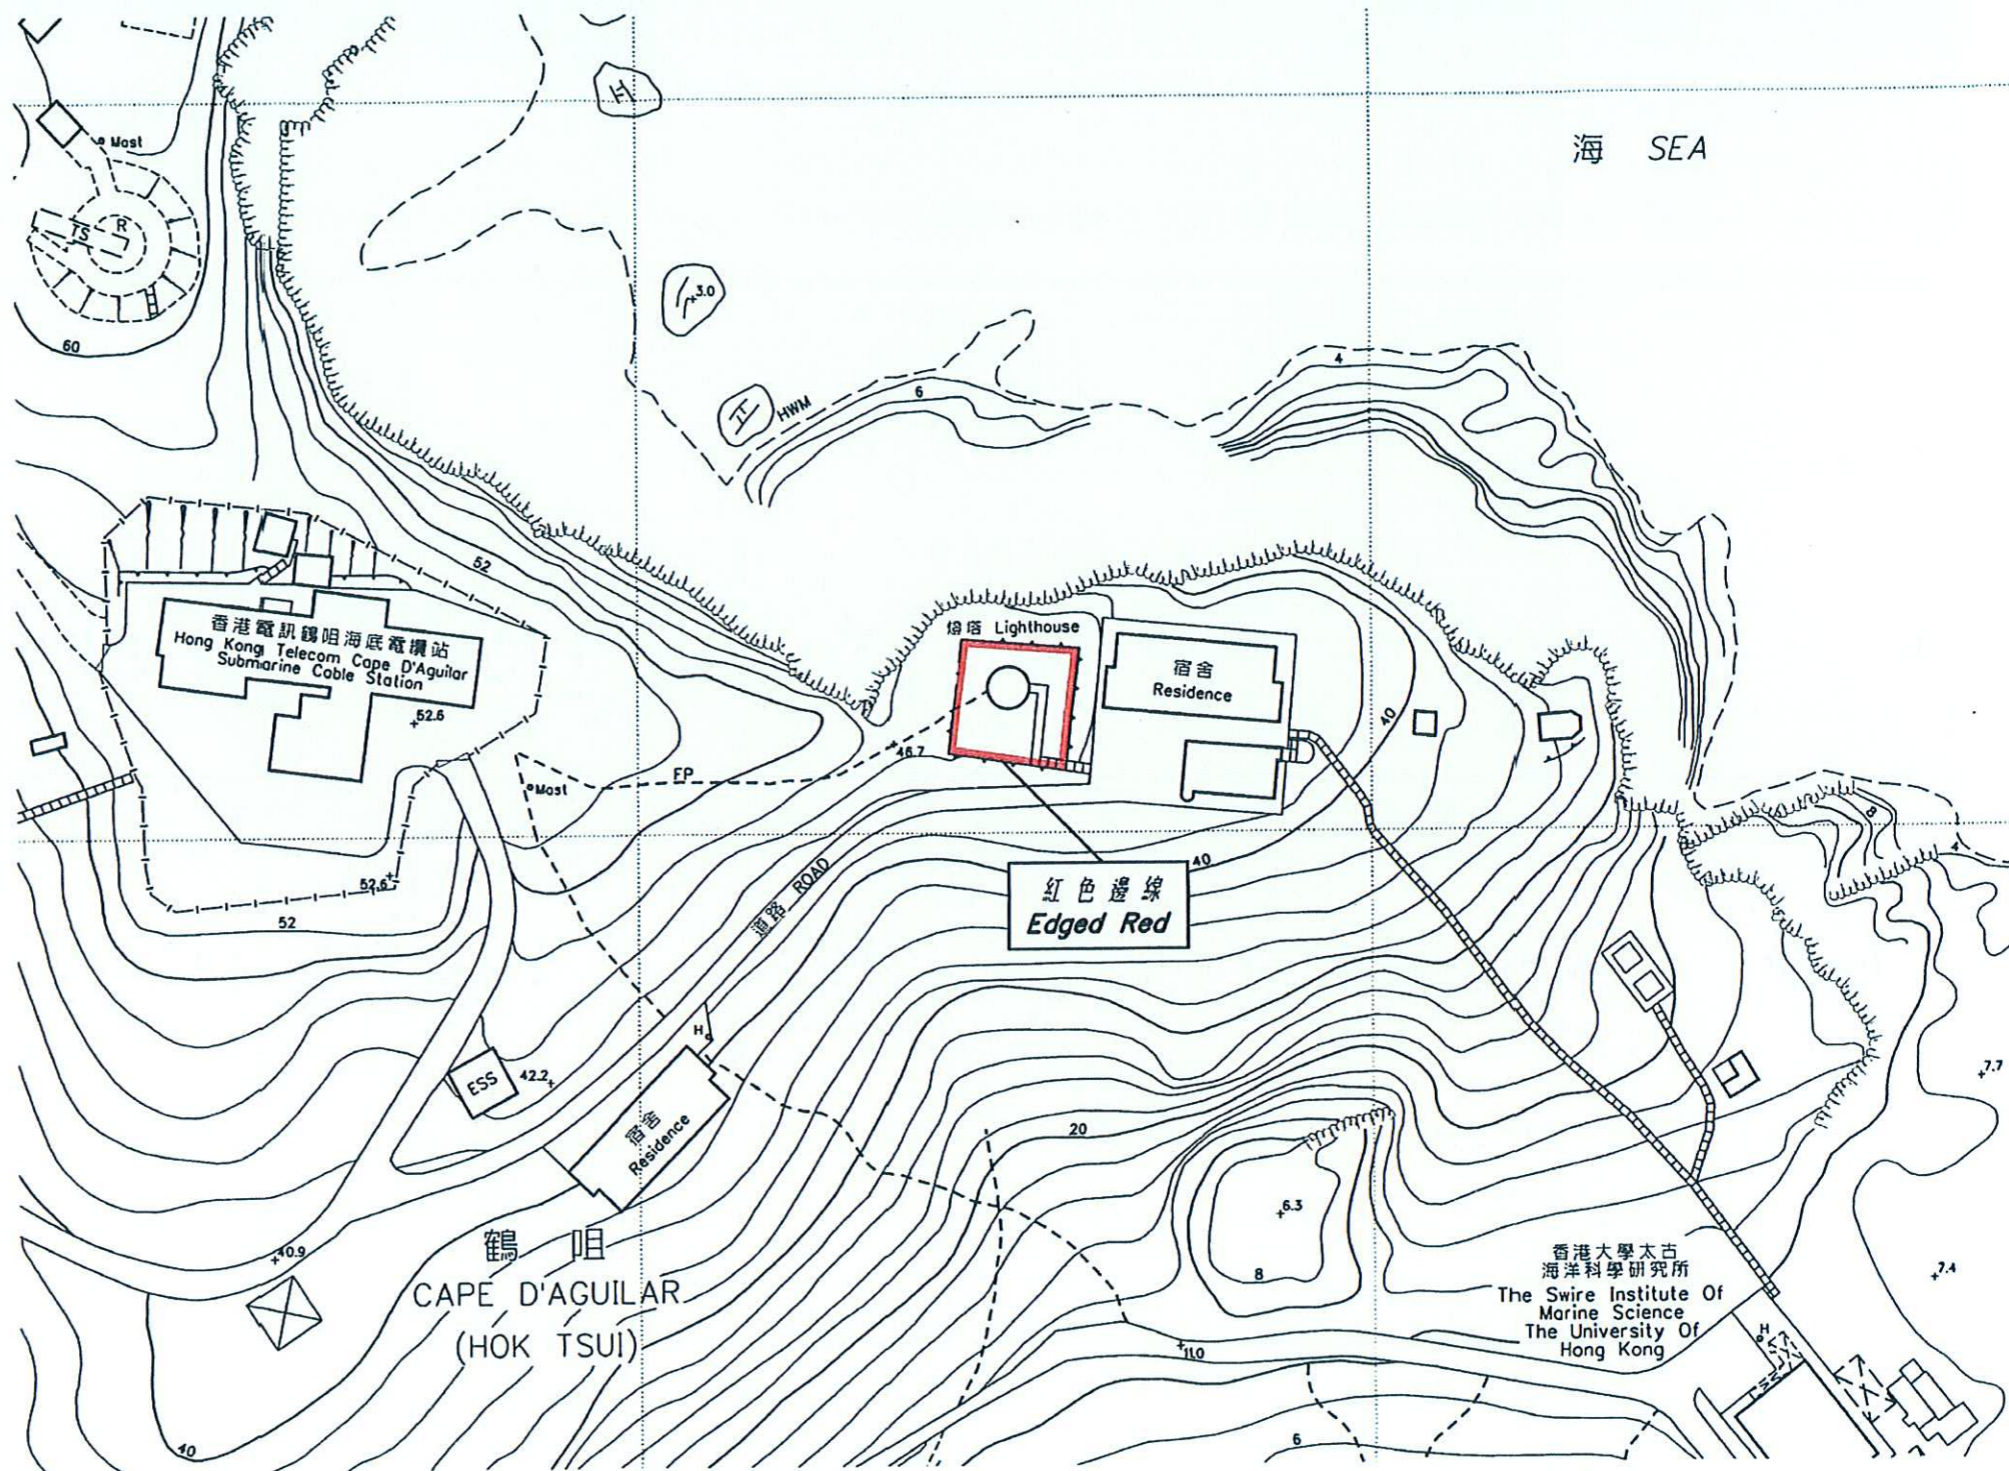 海 SEA
Mast
R
TS
3.0
60
4
6
HWM
52
香港電訊鶴咀海底電纜站
Hong Kong Telecom Cape D'Aguilar
Submarine Cable Station
52.6
燈塔 Lighthouse
宿舍
Residence
46.7
40
FP
Mast
8
4
40
52.6
52
道路 ROAD
紅色邊線
Edged Red
H
ESS
42.2
宿舍
Residence
20
7.7
6.3
40.9
鶴咀
CAPE D'AGUILAR
(HOK TSUI)
8
香港大學太古
海洋科學研究所
The Swire Institute Of
Marine Science
The University Of
Hong Kong
7.4
H
11.0
40
6